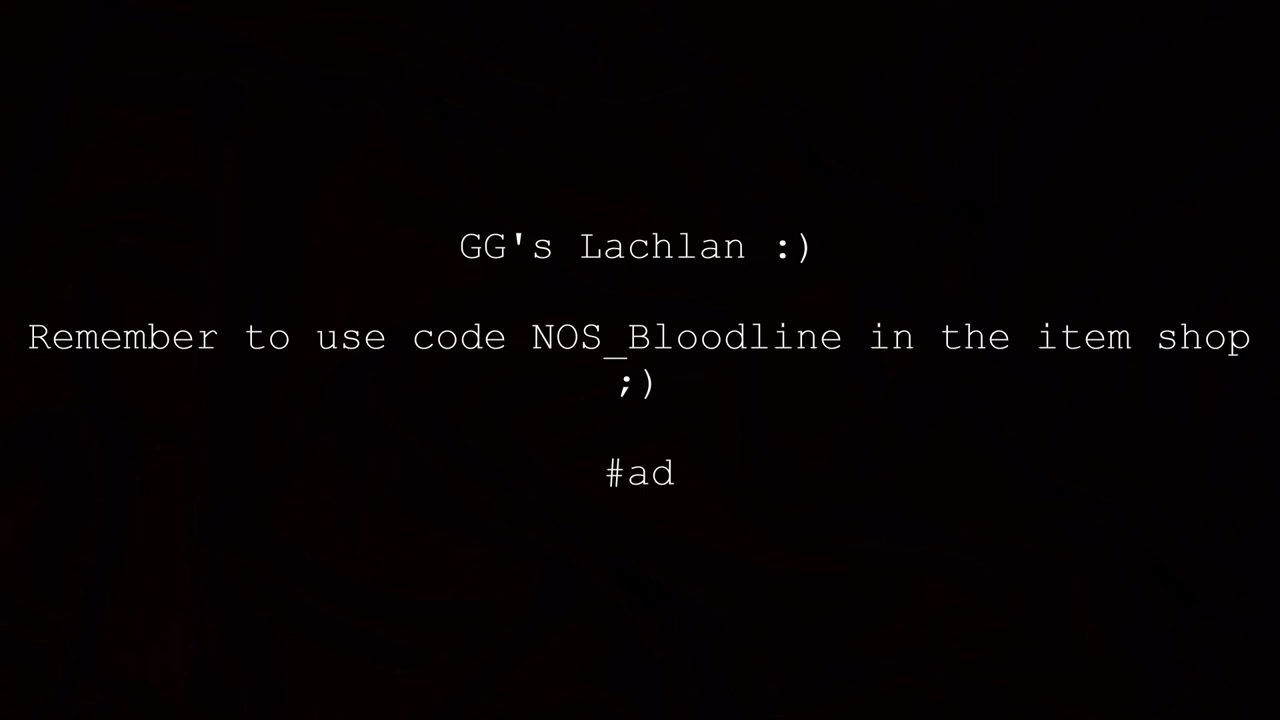 GG's Lachlan :)
Remember to use code NOS_Bloodline in the item shop
;)
#ad